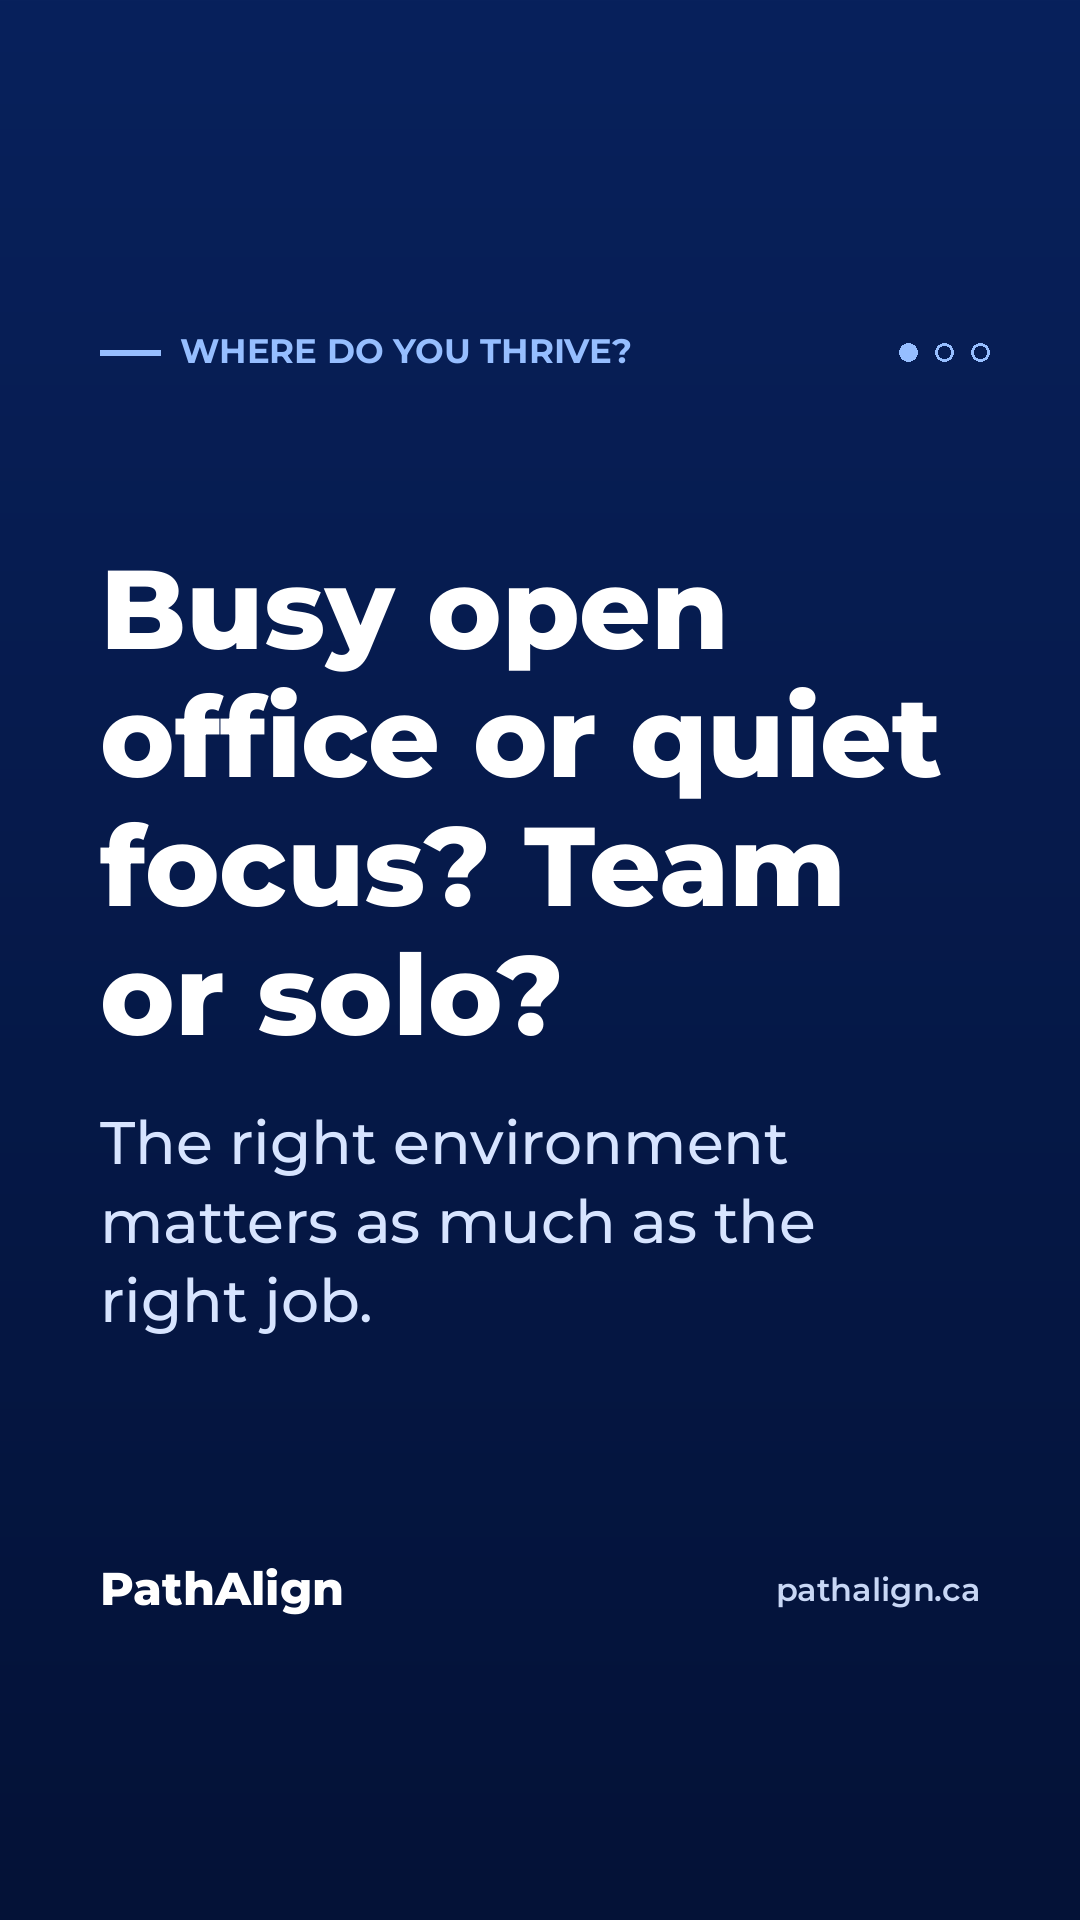 WHERE DO YOU THRIVE?
Busy open
office or quiet
focus? Team
or solo?
The right environment
matters as much as the
right job.
PathAlign
pathalign.ca